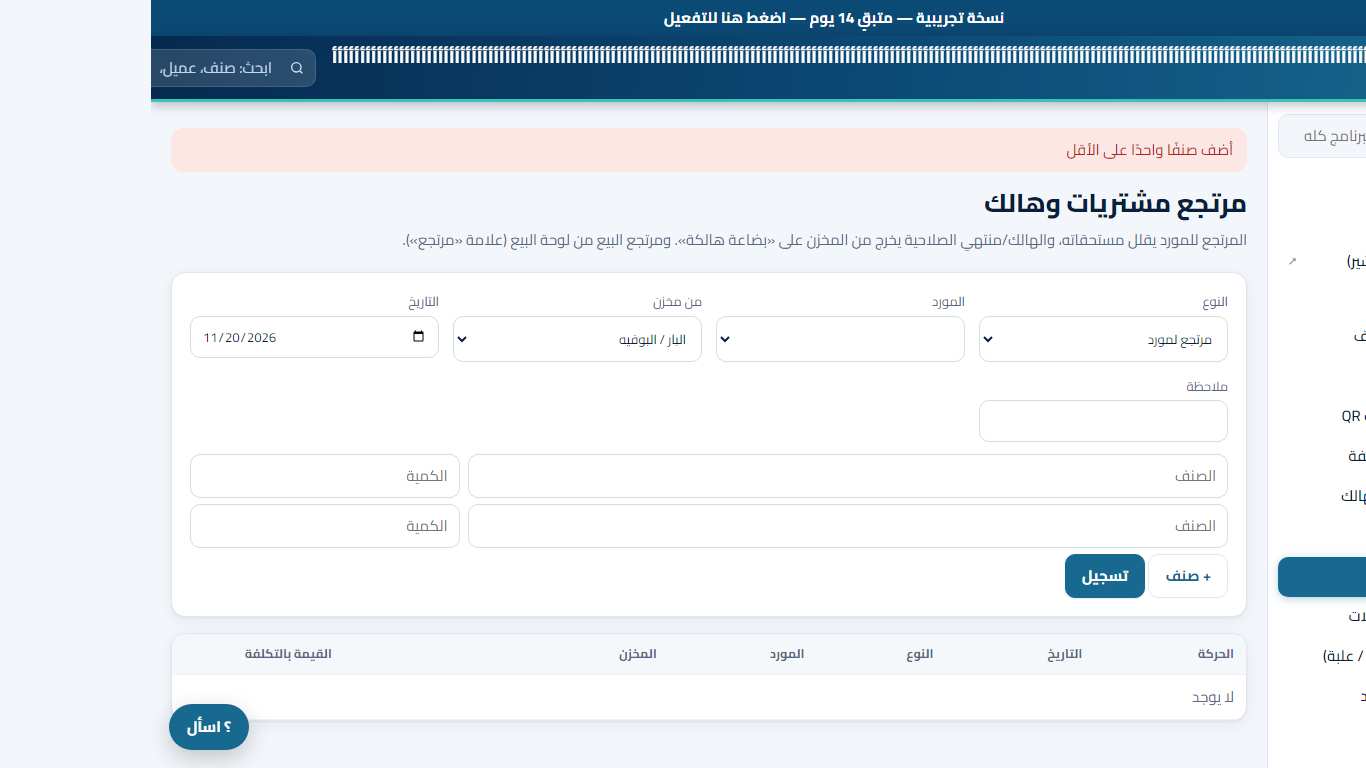 نسخة تجريبية — متبقٍ 14 يوم — اضغط هنا للتفعيل
ابحث: صنف، عميل،
أضف صنفًا واحدًا على الأقل
مرتجع مشتريات وهالك
المرتجع للمورد يقلل مستحقاته، والهالك/منتهي الصلاحية يخرج من المخزن على «بضاعة هالكة». ومرتجع البيع من لوحة البيع (علامة «مرتجع»).
النوع
المورد
من مخزن
التاريخ
مرتجع لمورد
البار / البوفيه
11/20/2026
ملاحظة
الصنف
الكمية
الصنف
الكمية
+ صنف
تسجيل
الحركة
التاريخ
النوع
المورد
المخزن
القيمة بالتكلفة
لا يوجد
؟ اسأل
كله
QR
/ علبة)